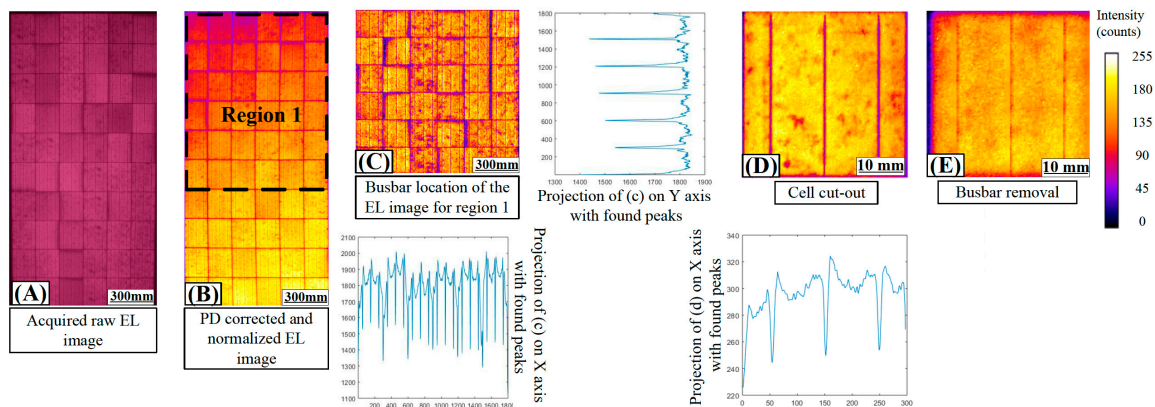 (A)
300mm
Acquired raw EL
image
Region 1
(B)
300mm
PD corrected and
normalized EL
image
(C)
300mm
Busbar location of the
EL image for region 1
1800
1600
1400
1200
1000
800
600
400
200
1300 1400 1500 1600 1700 1800 1900
Projection of (c) on Y axis
with found peaks
(D)
10 mm
Cell cut-out
(E)
10 mm
Busbar removal
Intensity
(counts)
255
180
135
90
45
0
2100
2000
1900
1800
1700
1600
1500
1400
1300
1200
1100
200 400 600 800 1000 1200 1400 1600 1800
Projection of (c) on X axis
with found peaks
Projection of (d) on X axis
with found peaks
340
320
300
280
260
240
220
0 50 100 150 200 250 300